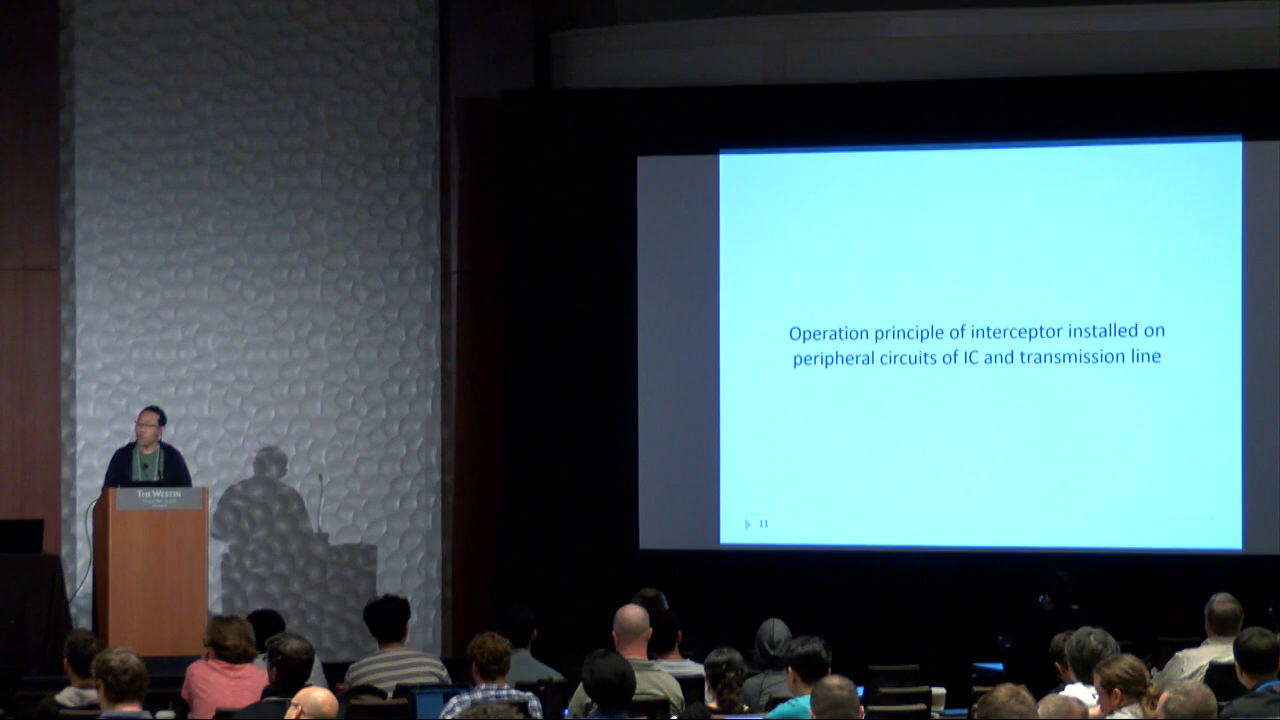 THE WESTIN
Operation principle of interceptor installed on
peripheral circuits of IC and transmission line
11